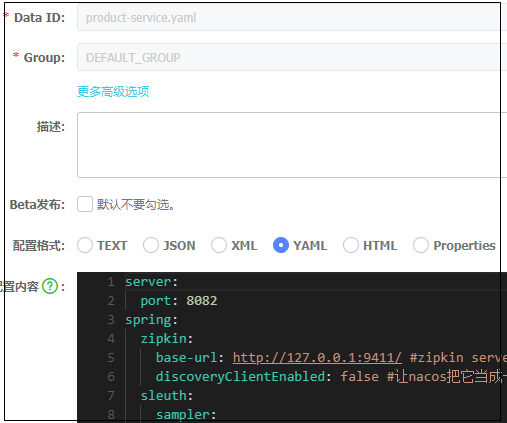 * Data ID: product-service.yaml
* Group: DEFAULT_GROUP
更多高级选项
描述:
Beta发布: 默认不要勾选。
配置格式: TEXT JSON XML YAML HTML Properties
配置内容 ? :
1 server:
2 port: 8082
3 spring:
4 zipkin:
5 base-url: http://127.0.0.1:9411/ #zipkin serve
6 discoveryClientEnabled: false #让nacos把它当成一
7 sleuth:
8 sampler: